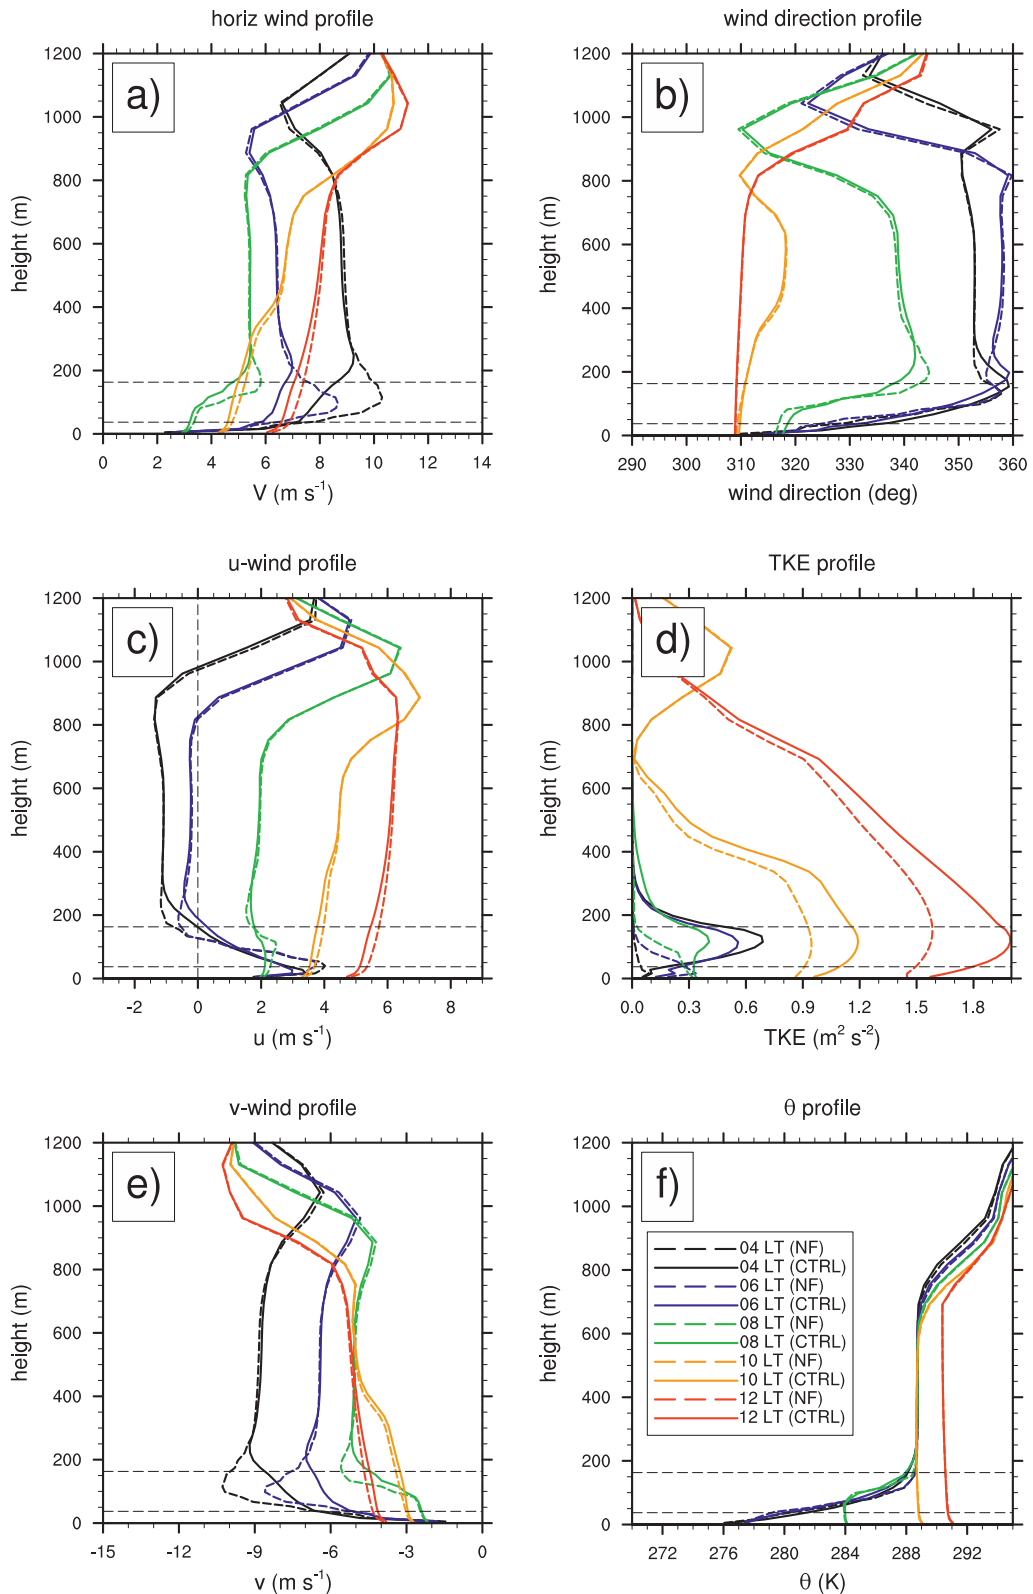 horiz wind profile
wind direction profile
a)
b)
1200
1000
800
600
400
200
0
height (m)
0 2 4 6 8 10 12 14
V (m s⁻¹)
1200
1000
800
600
400
200
0
height (m)
290 300 310 320 330 340 350 360
wind direction (deg)
u-wind profile
TKE profile
c)
d)
1200
1000
800
600
400
200
0
height (m)
-2 0 2 4 6 8
u (m s⁻¹)
1200
1000
800
600
400
200
0
height (m)
0.0 0.3 0.6 0.9 1.2 1.5 1.8
TKE (m² s⁻²)
v-wind profile
θ profile
e)
f)
1200
1000
800
600
400
200
0
height (m)
-15 -12 -9 -6 -3 0
v (m s⁻¹)
1200
1000
800
600
400
200
0
height (m)
04 LT (NF)
04 LT (CTRL)
06 LT (NF)
06 LT (CTRL)
08 LT (NF)
08 LT (CTRL)
10 LT (NF)
10 LT (CTRL)
12 LT (NF)
12 LT (CTRL)
272 276 280 284 288 292
θ (K)